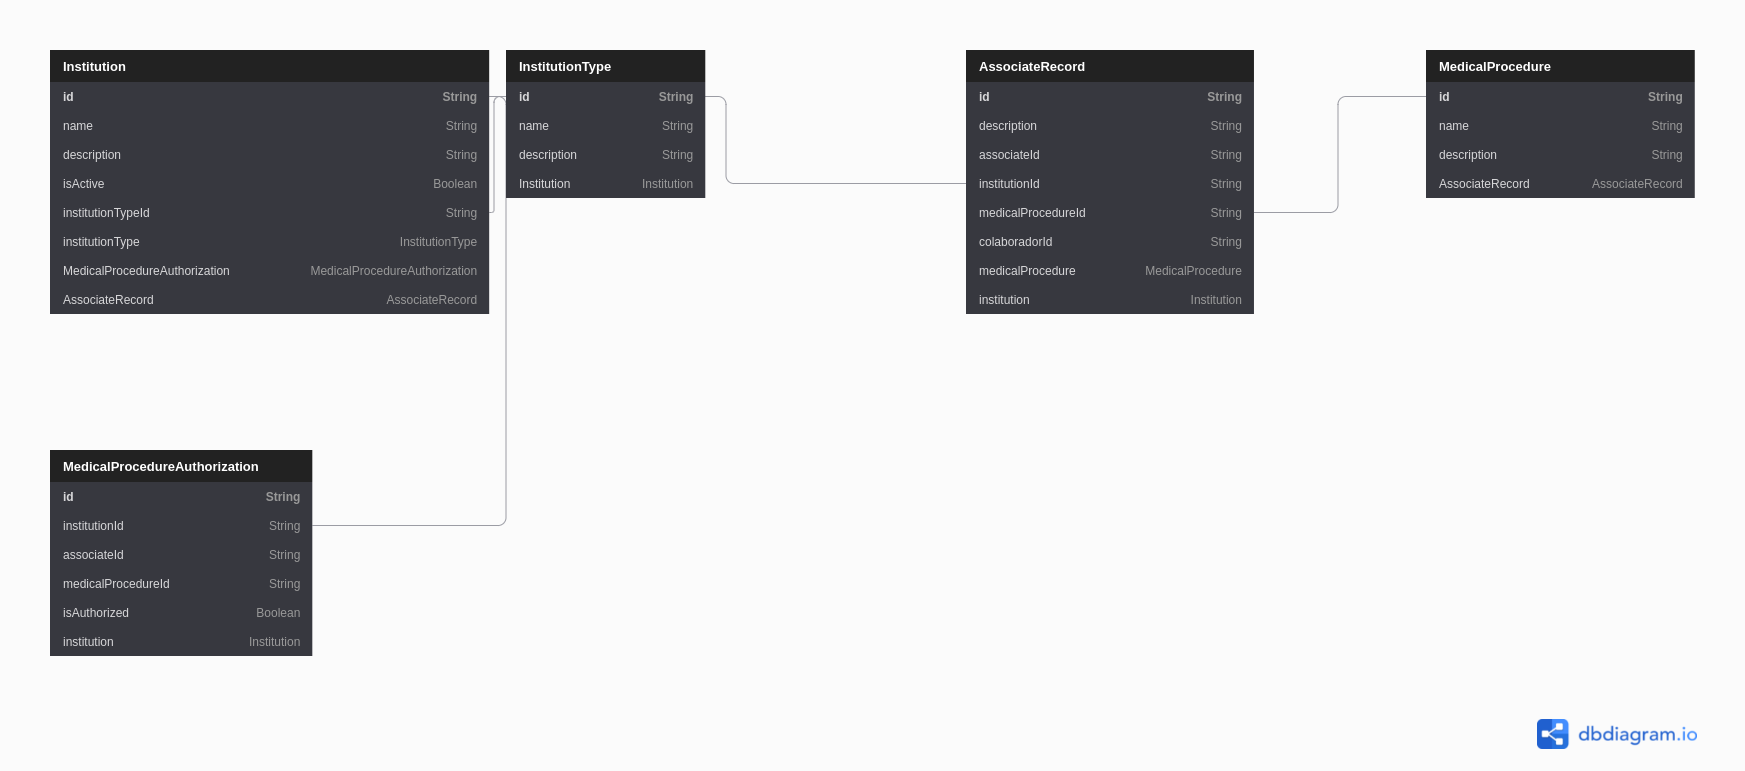 Institution
id String
name String
description String
isActive Boolean
institutionTypeId String
institutionType InstitutionType
MedicalProcedureAuthorization MedicalProcedureAuthorization
AssociateRecord AssociateRecord
InstitutionType
id String
name String
description String
Institution Institution
AssociateRecord
id String
description String
associateId String
institutionId String
medicalProcedureId String
colaboradorId String
medicalProcedure MedicalProcedure
institution Institution
MedicalProcedure
id String
name String
description String
AssociateRecord AssociateRecord
MedicalProcedureAuthorization
id String
institutionId String
associateId String
medicalProcedureId String
isAuthorized Boolean
institution Institution
dbdiagram.io